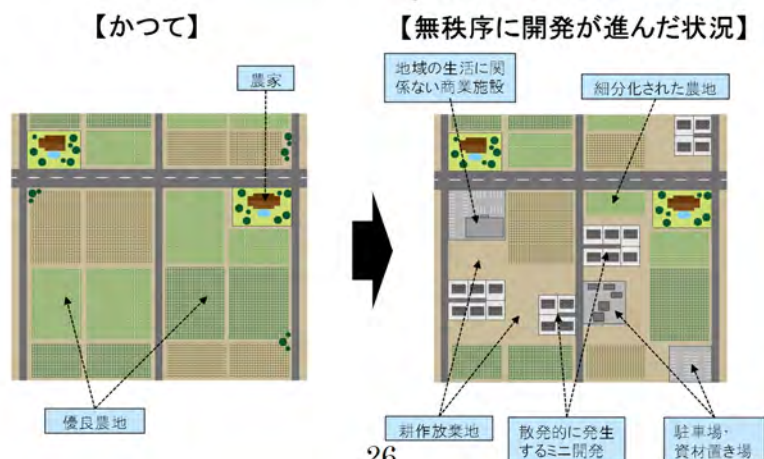 【かつて】
【無秩序に開発が進んだ状況】
農家
地域の生活に関
係ない商業施設
細分化された農地
優良農地
耕作放棄地
散発的に発生
するミニ開発
駐車場・
資材置き場
26